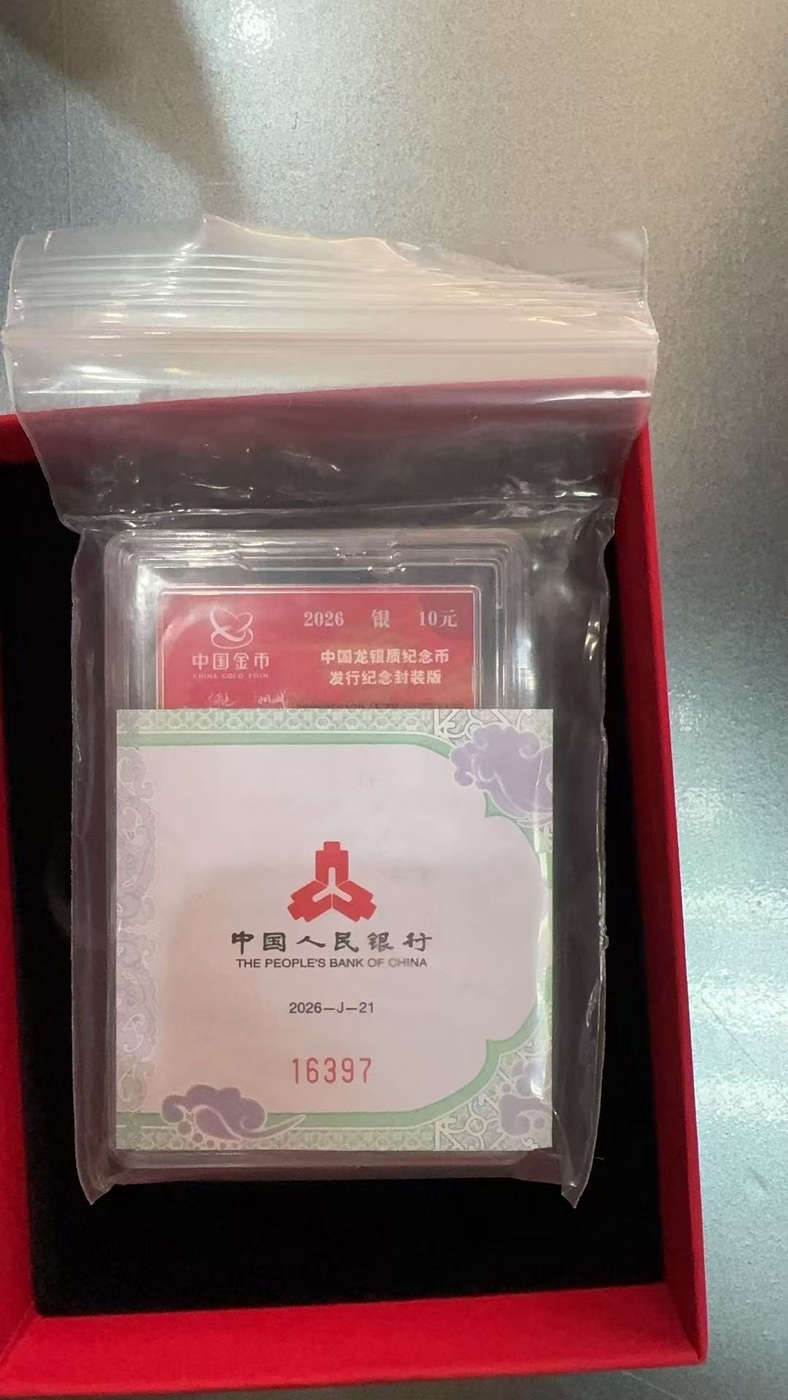 2026 银 10元
中国金币
CHINA GOLD COIN
中国龙银质纪念币
发行纪念封装版
中国人民银行
THE PEOPLE'S BANK OF CHINA
2026-J-21
16397